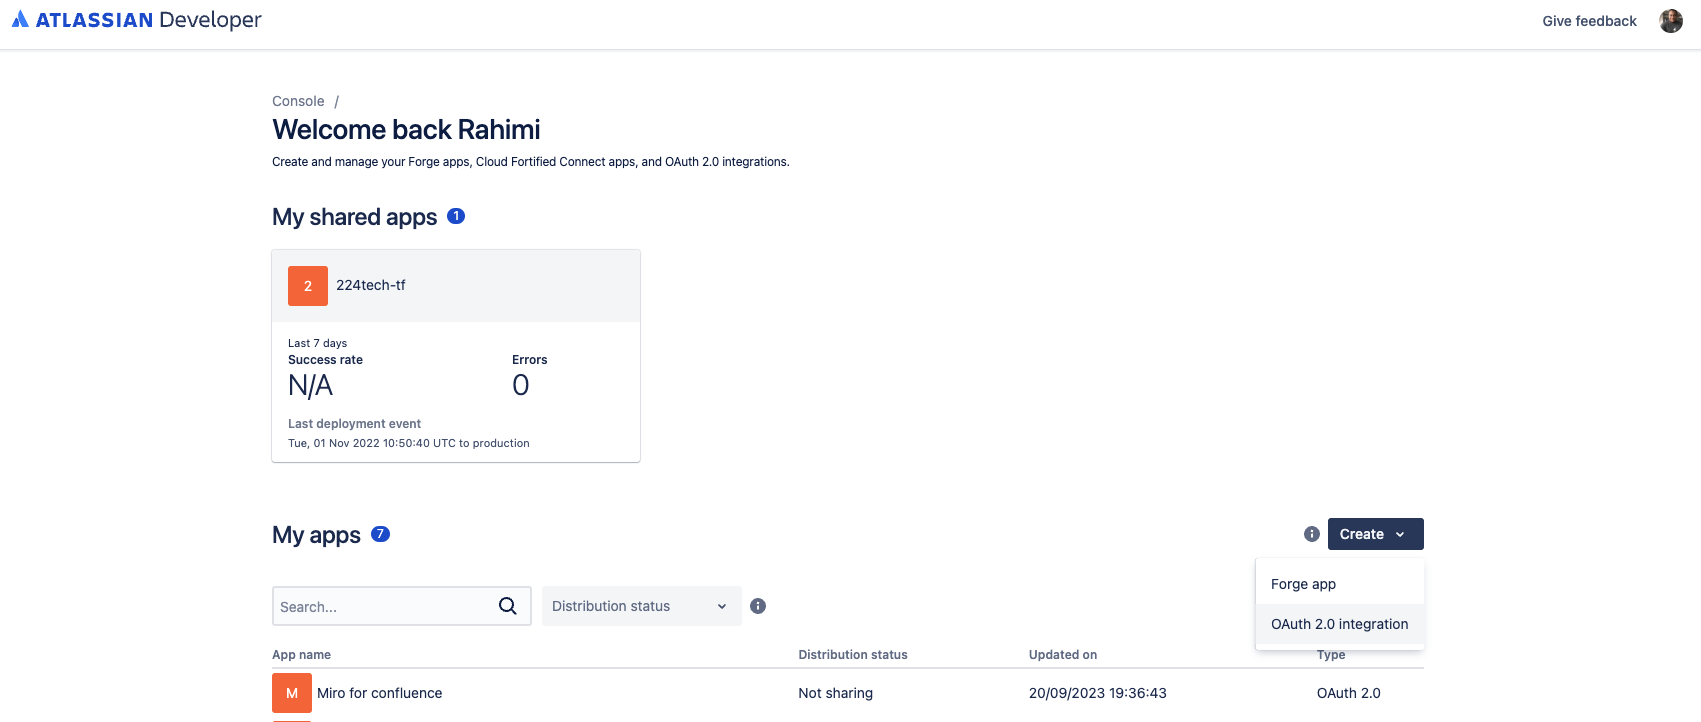 ATLASSIAN Developer
Give feedback
Console /
Welcome back Rahimi
Create and manage your Forge apps, Cloud Fortified Connect apps, and OAuth 2.0 integrations.
My shared apps 1
2 224tech-tf
Last 7 days
Success rate Errors
N/A 0
Last deployment event
Tue, 01 Nov 2022 10:50:40 UTC to production
My apps 7
Create
Forge app
OAuth 2.0 integration
Search...
Distribution status
App name Distribution status Updated on Type
M Miro for confluence Not sharing 20/09/2023 19:36:43 OAuth 2.0